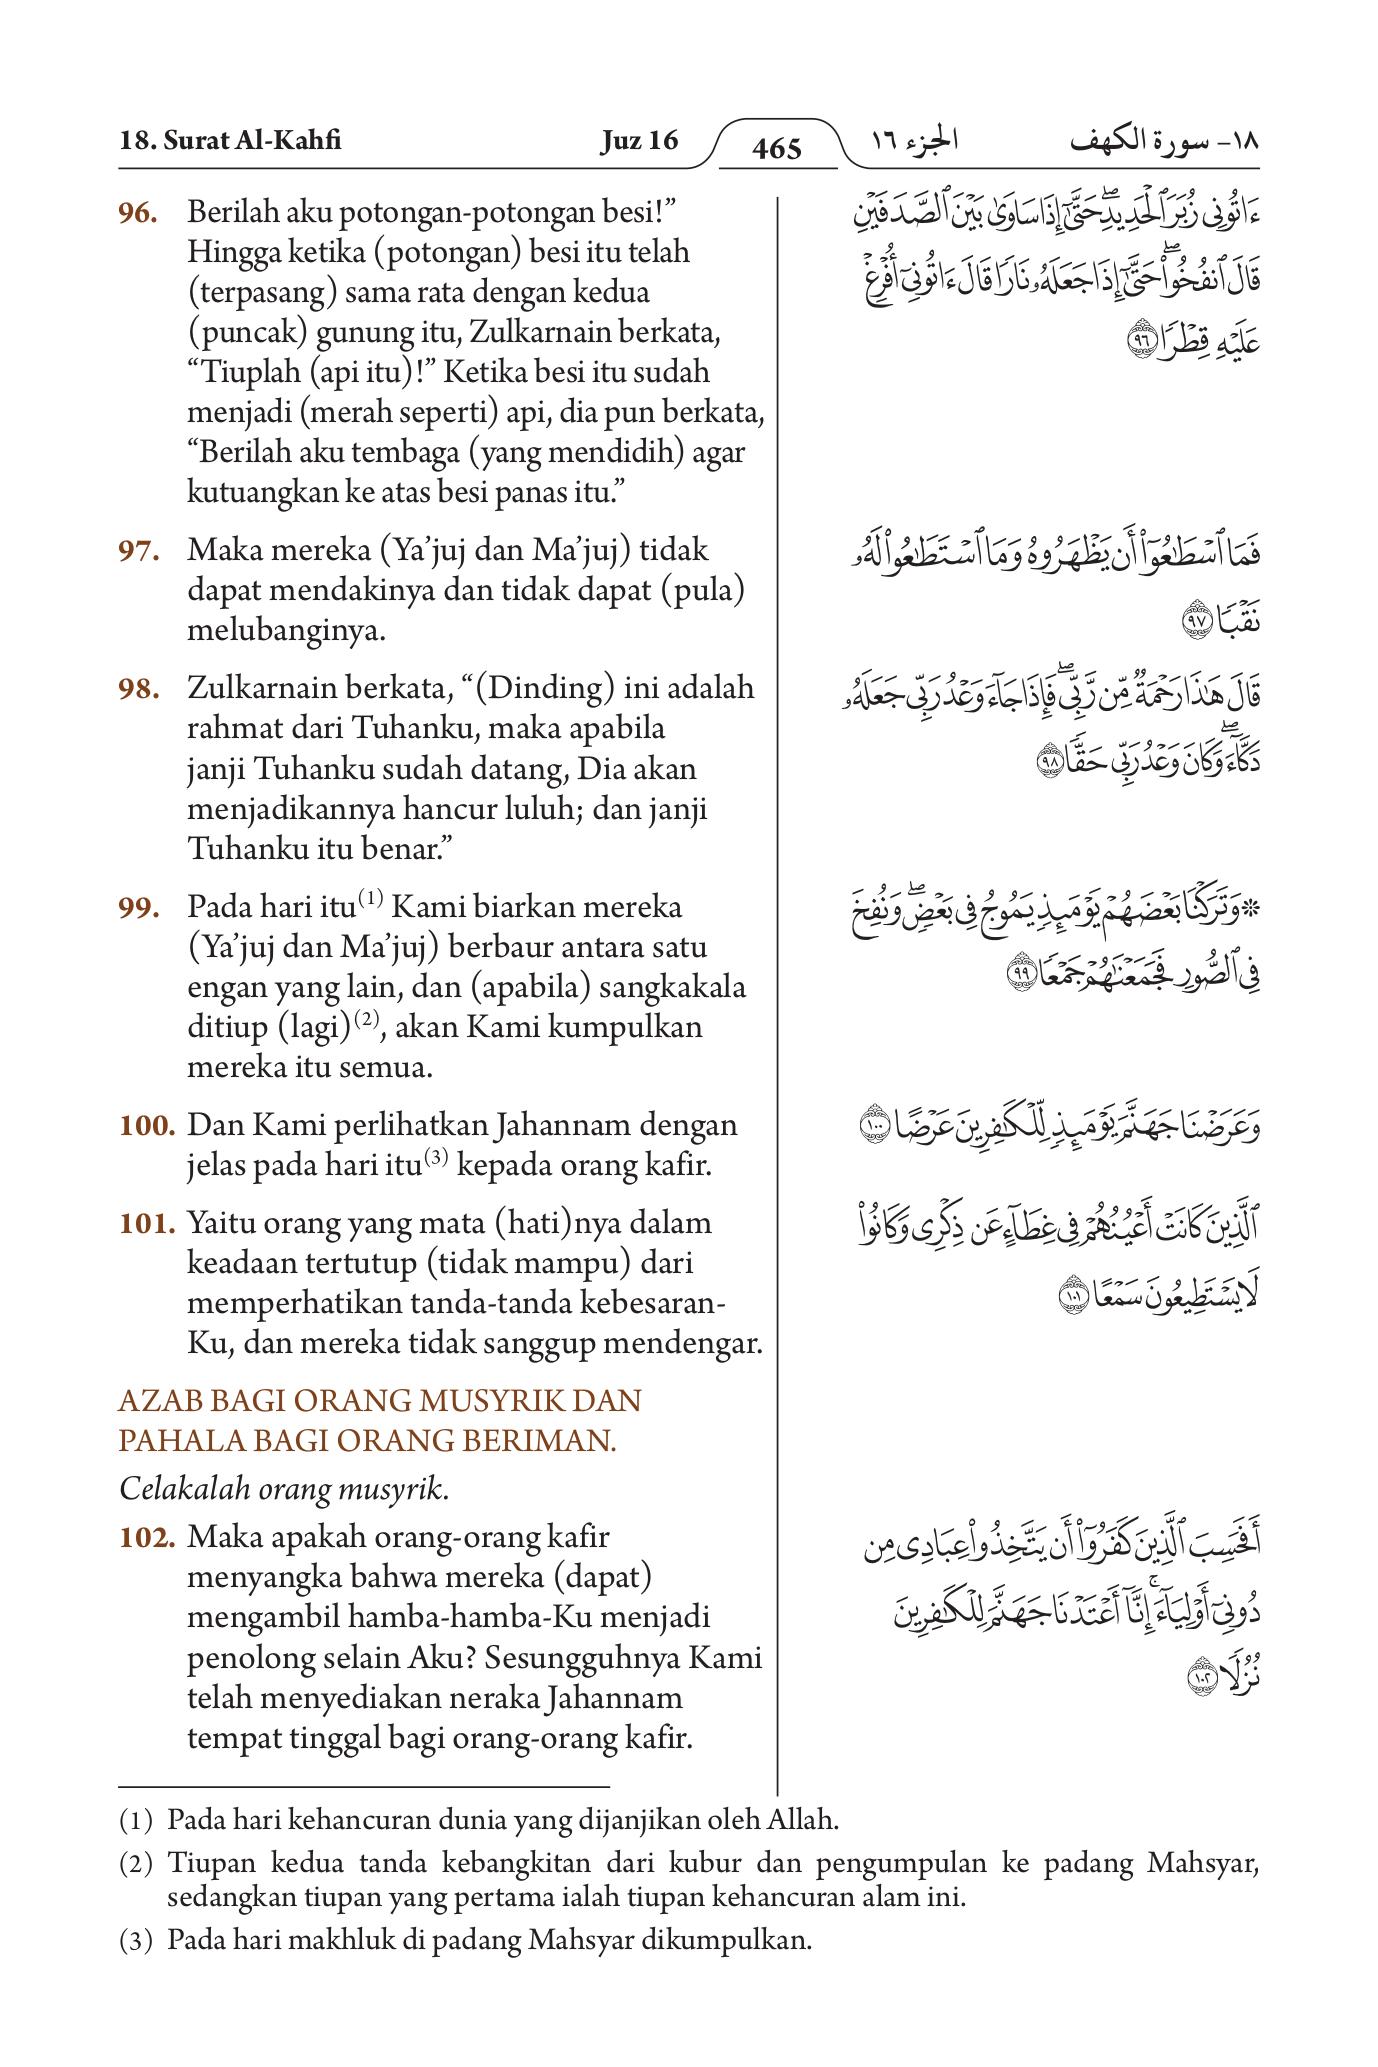 18. Surat Al-Kahfi
Juz 16
465
الجزء ١٦
١٨- سورة الكهف
96. Berilah aku potongan-potongan besi!”
Hingga ketika (potongan) besi itu telah
(terpasang) sama rata dengan kedua
(puncak) gunung itu, Zulkarnain berkata,
“Tiuplah (api itu)!” Ketika besi itu sudah
menjadi (merah seperti) api, dia pun berkata,
“Berilah aku tembaga (yang mendidih) agar
kutuangkan ke atas besi panas itu.”
ءَاتُونِى زُبَرَ ٱلْحَدِيدِۖ حَتَّىٰٓ إِذَا سَاوَىٰ بَيْنَ ٱلصَّدَفَيْنِ
قَالَ ٱنفُخُوا۟ۖ حَتَّىٰٓ إِذَا جَعَلَهُۥ نَارًا قَالَ ءَاتُونِىٓ أُفْرِغْ
عَلَيْهِ قِطْرًا ٩٦
97. Maka mereka (Ya’juj dan Ma’juj) tidak
dapat mendakinya dan tidak dapat (pula)
melubanginya.
فَمَا ٱسْطَٰعُوٓا۟ أَن يَظْهَرُوهُ وَمَا ٱسْتَطَٰعُوا۟ لَهُۥ
نَقْبًا ٩٧
98. Zulkarnain berkata, “(Dinding) ini adalah
rahmat dari Tuhanku, maka apabila
janji Tuhanku sudah datang, Dia akan
menjadikannya hancur luluh; dan janji
Tuhanku itu benar.”
قَالَ هَٰذَا رَحْمَةٌ مِّن رَّبِّىۖ فَإِذَا جَآءَ وَعْدُ رَبِّى جَعَلَهُۥ
دَكَّآءَۖ وَكَانَ وَعْدُ رَبِّى حَقًّا ٩٨
99. Pada hari itu(1) Kami biarkan mereka
(Ya’juj dan Ma’juj) berbaur antara satu
engan yang lain, dan (apabila) sangkakala
ditiup (lagi)(2), akan Kami kumpulkan
mereka itu semua.
۞ وَتَرَكْنَا بَعْضَهُمْ يَوْمَئِذٍ يَمُوجُ فِى بَعْضٍۖ وَنُفِخَ
فِى ٱلصُّورِ فَجَمَعْنَٰهُمْ جَمْعًا ٩٩
100. Dan Kami perlihatkan Jahannam dengan
jelas pada hari itu(3) kepada orang kafir.
وَعَرَضْنَا جَهَنَّمَ يَوْمَئِذٍ لِّلْكَٰفِرِينَ عَرْضًا ١٠٠
101. Yaitu orang yang mata (hati)nya dalam
keadaan tertutup (tidak mampu) dari
memperhatikan tanda-tanda kebesaran-
Ku, dan mereka tidak sanggup mendengar.
ٱلَّذِينَ كَانَتْ أَعْيُنُهُمْ فِى غِطَآءٍ عَن ذِكْرِى وَكَانُوا۟
لَا يَسْتَطِيعُونَ سَمْعًا ١٠١
AZAB BAGI ORANG MUSYRIK DAN
PAHALA BAGI ORANG BERIMAN.
Celakalah orang musyrik.
102. Maka apakah orang-orang kafir
menyangka bahwa mereka (dapat)
mengambil hamba-hamba-Ku menjadi
penolong selain Aku? Sesungguhnya Kami
telah menyediakan neraka Jahannam
tempat tinggal bagi orang-orang kafir.
أَفَحَسِبَ ٱلَّذِينَ كَفَرُوٓا۟ أَن يَتَّخِذُوا۟ عِبَادِى مِن
دُونِىٓ أَوْلِيَآءَۚ إِنَّآ أَعْتَدْنَا جَهَنَّمَ لِلْكَٰفِرِينَ
نُزُلًا ١٠٢
(1) Pada hari kehancuran dunia yang dijanjikan oleh Allah.
(2) Tiupan kedua tanda kebangkitan dari kubur dan pengumpulan ke padang Mahsyar,
sedangkan tiupan yang pertama ialah tiupan kehancuran alam ini.
(3) Pada hari makhluk di padang Mahsyar dikumpulkan.